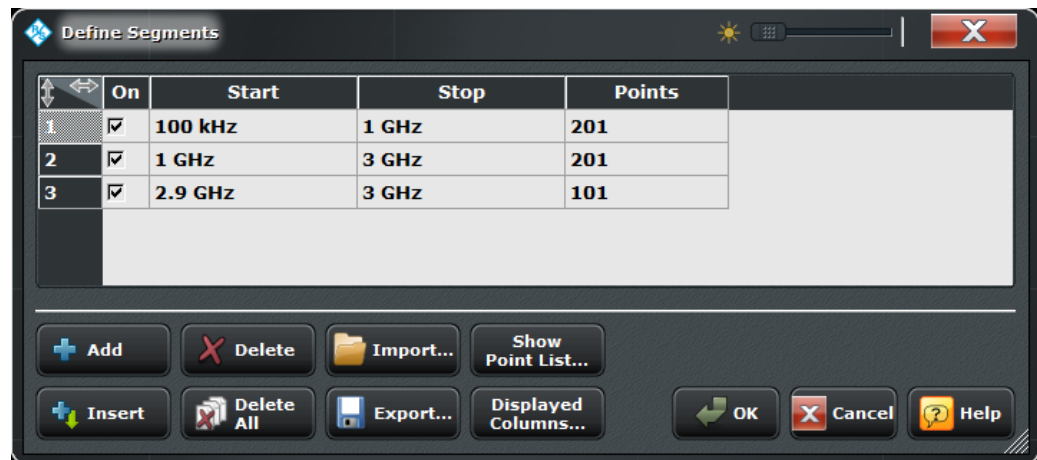 Define Segments
On Start Stop Points
1 100 kHz 1 GHz 201
2 1 GHz 3 GHz 201
3 2.9 GHz 3 GHz 101
Add Delete Import... Show
Point List...
Insert Delete
All Export... Displayed
Columns... OK Cancel Help